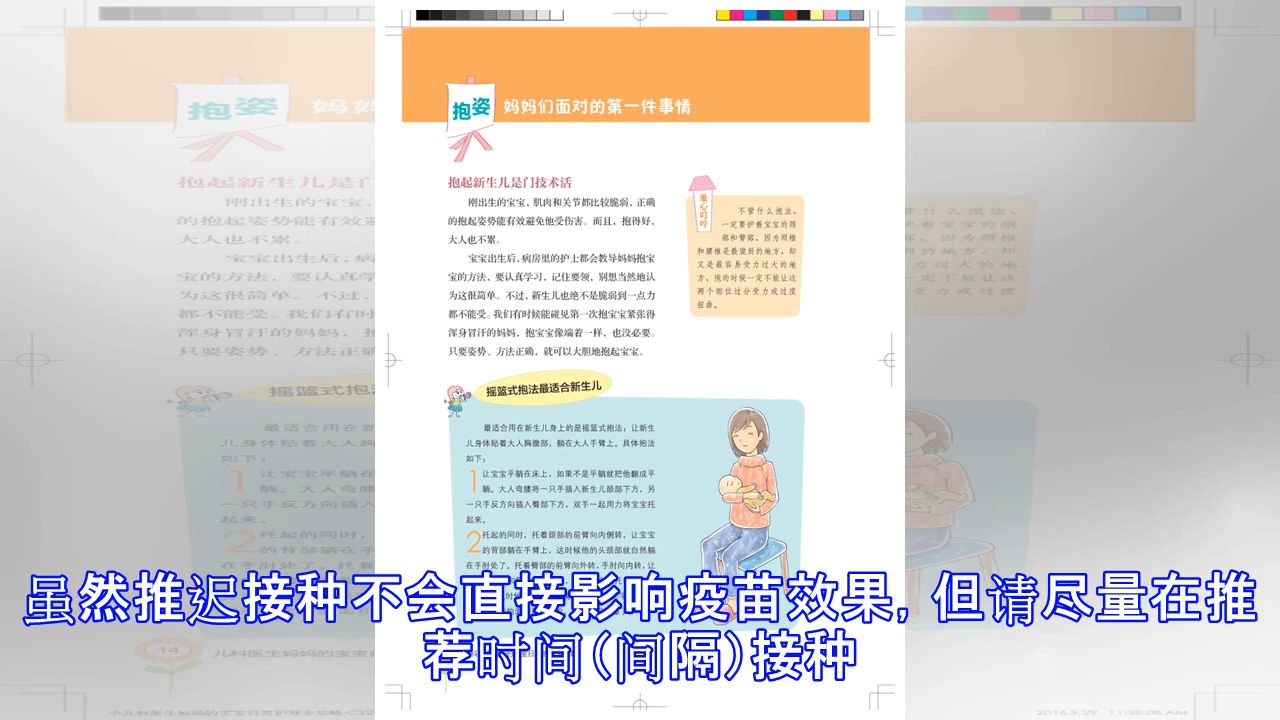 抱姿
妈妈们面对的第一件事情
抱起新生儿是门技术活
刚出生的宝宝，肌肉和关节都比较脆弱，正确
的抱起姿势能有效避免他受伤害。而且，抱得好，
大人也不累。
宝宝出生后，病房里的护士都会教导妈妈抱宝
宝的方法，要认真学习，记住要领，别想当然地认
为这很简单。不过，新生儿也绝不是脆弱到一点力
都不能受。我们有时候能碰见第一次抱宝宝紧张得
浑身冒汗的妈妈，抱宝宝像端着一样，也没必要。
只要姿势、方法正确，就可以大胆地抱起宝宝。
爱心叮咛
不管什么抱法，
一定要护着宝宝的颈
部和臀部，因为颈椎
和腰椎是最脆弱的地方，却
又是最容易受力过大的地
方，抱的时候一定不能让这
两个部位过分受力或过度
扭曲。
摇篮式抱法最适合新生儿
最适合用在新生儿身上的是摇篮式抱法：让新生
儿身体贴着大人胸腹部，躺在大人手臂上。具体抱法
如下：
1 让宝宝平躺在床上，如果不是平躺就把他翻成平
躺。大人弯腰将一只手插入新生儿颈部下方，另
一只手反方向插入臀部下方，双手一起用力将宝宝托
起来。
2 托起的同时，托着颈部的前臂向内侧转，让宝宝
的背部躺在手臂上，这时候他的头颈部就自然躺
在手肘处了。托着臀部的前臂向外转，手肘向内转，让
虽然推迟接种不会直接影响疫苗效果，但请尽量在推
荐时间（间隔）接种
14
2016.9.29 11:38:08 AM